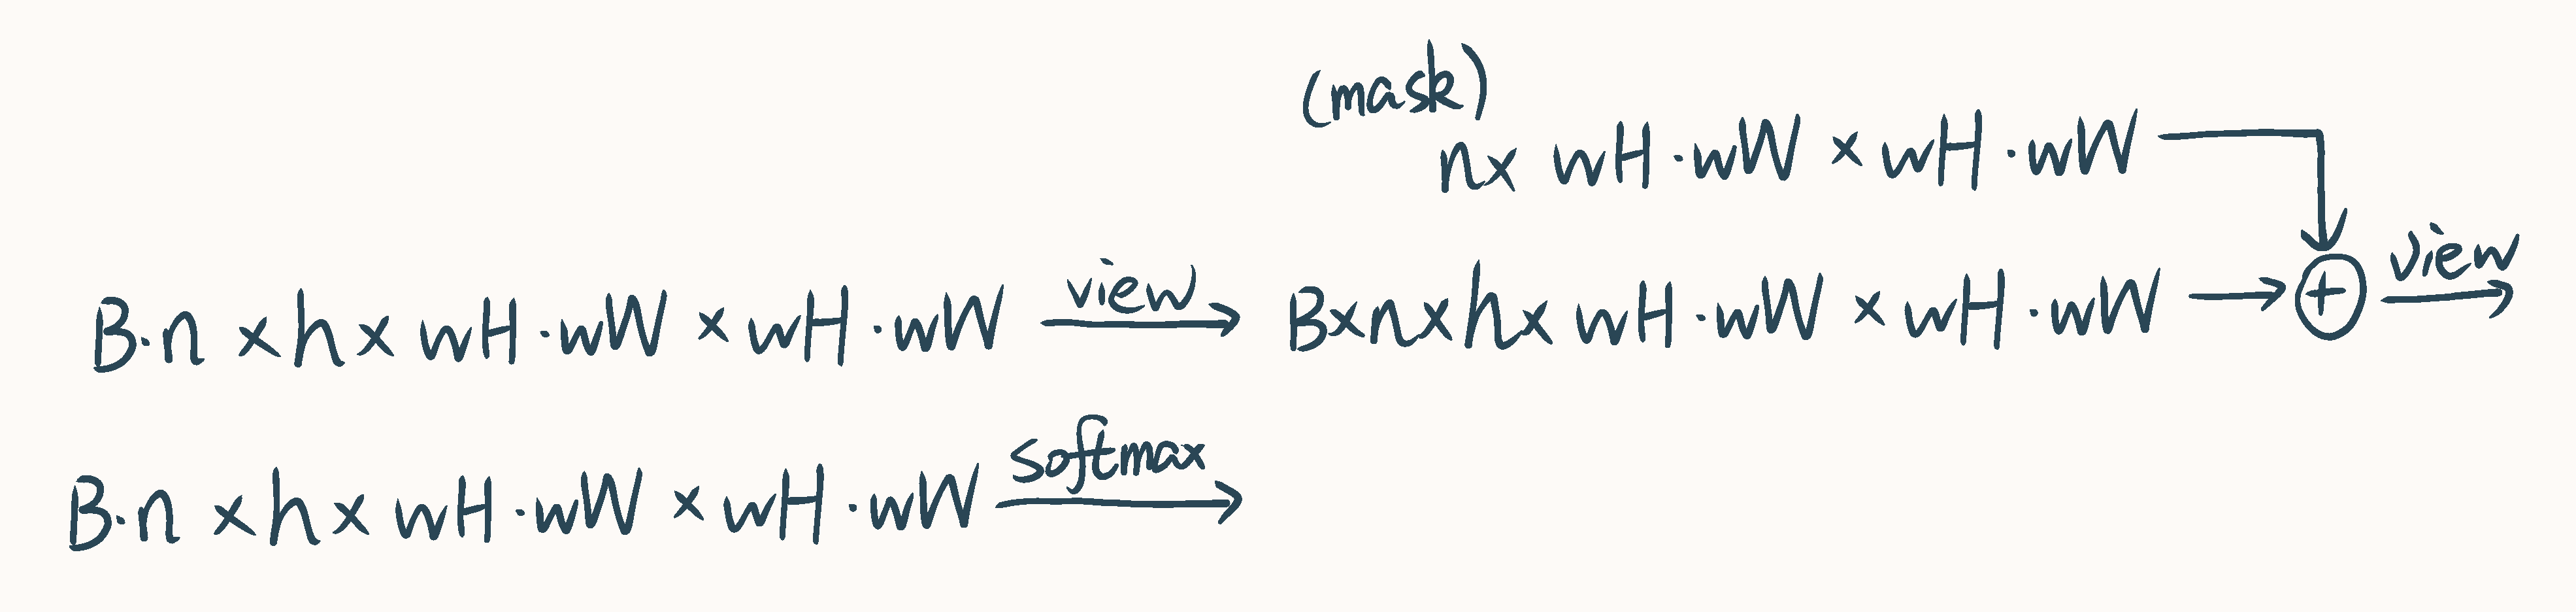 (mask)
n× wH·wW × wH·wW
B·n ×h× wH·wW × wH·wW view B×n×h× wH·wW × wH·wW → + view
B·n ×h× wH·wW × wH·wW softmax